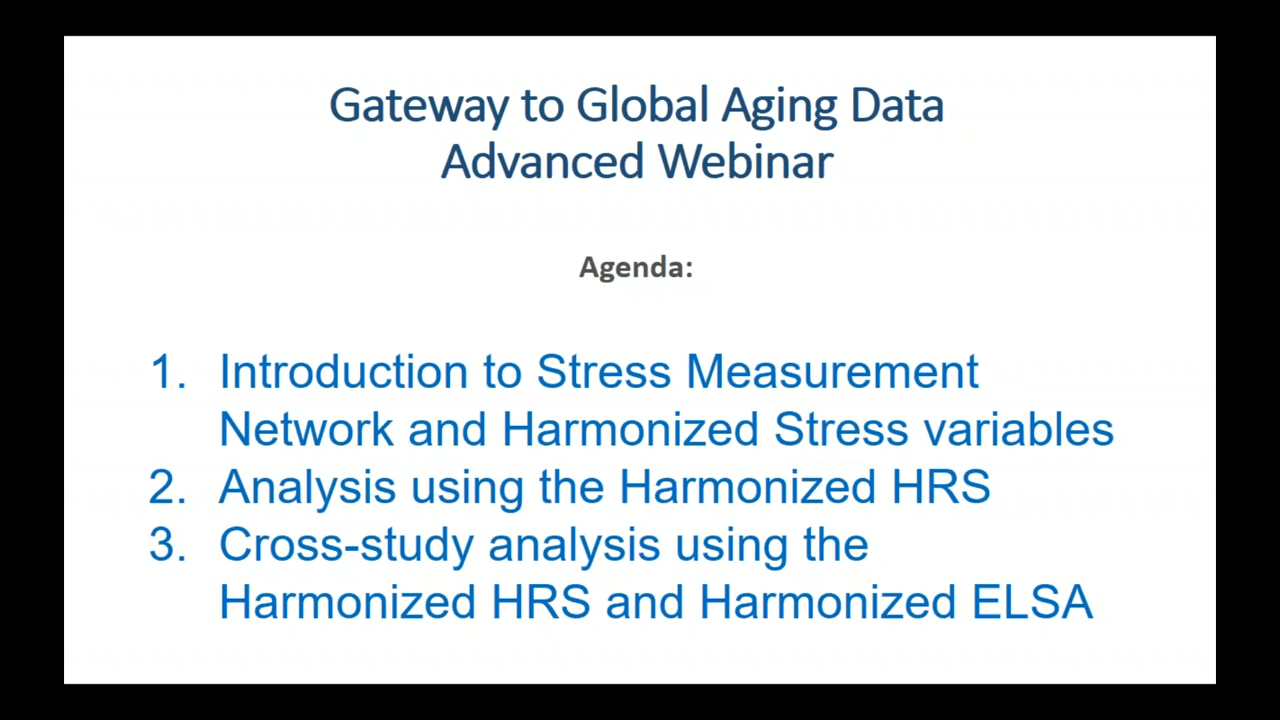 Gateway to Global Aging Data
Advanced Webinar
Agenda:
1. Introduction to Stress Measurement
Network and Harmonized Stress variables
2. Analysis using the Harmonized HRS
3. Cross-study analysis using the
Harmonized HRS and Harmonized ELSA